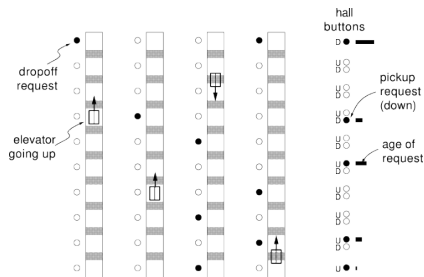 hall
buttons
D
dropoff
request
U
D
U
D
pickup
request
(down)
U
D
elevator
going up
U
D
age of
request
U
D
U
D
U
D
U
D
U